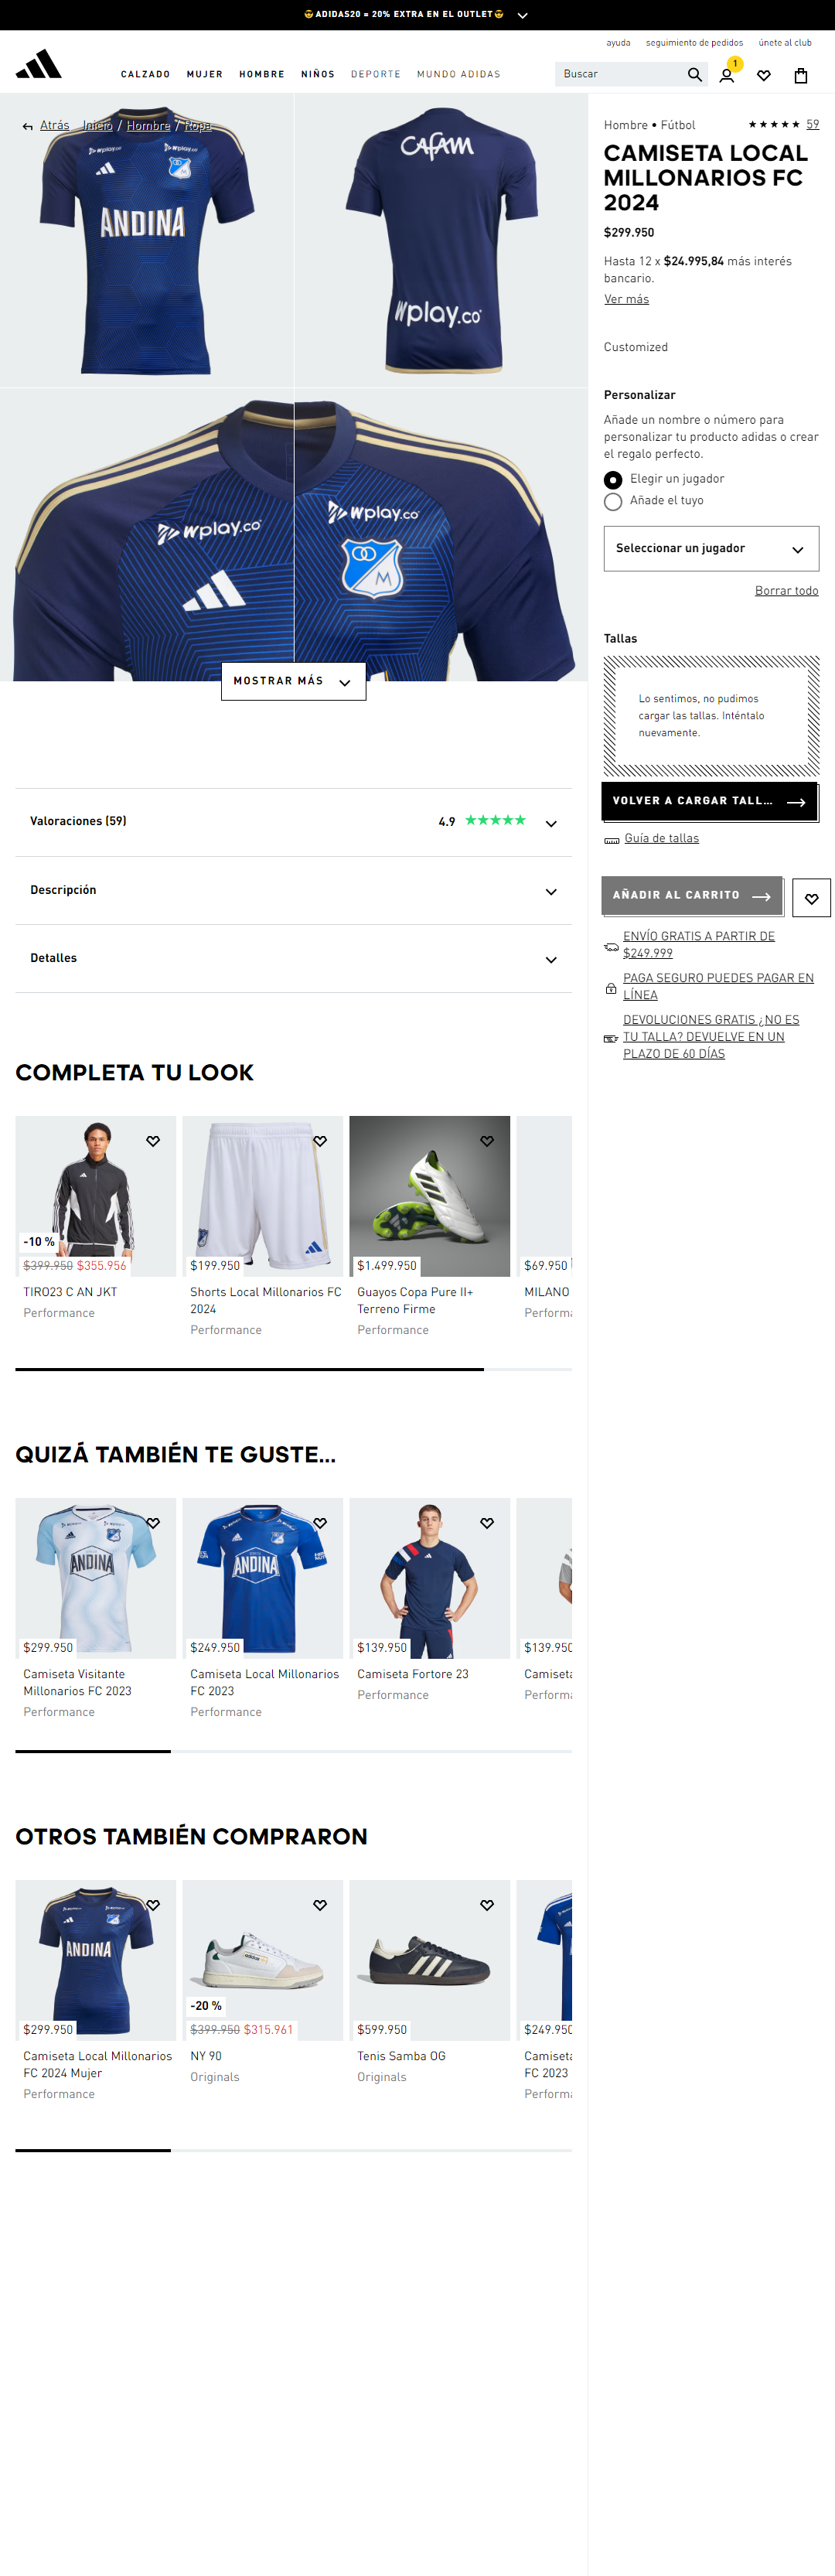 😎 ADIDAS20 = 20% EXTRA EN EL OUTLET 😎
ayuda
seguimiento de pedidos
únete al club
CALZADO
MUJER
HOMBRE
NIÑOS
DEPORTE
MUNDO ADIDAS
Buscar
1
Atrás
Inicio / Hombre / Ropa
Wplay.co
Wplay.co
ANDINA
CAFAM
Wplay.co
Wplay.co
Wplay.co
M
MOSTRAR MÁS
Hombre • Fútbol
★★★★★ 59
CAMISETA LOCAL
MILLONARIOS FC
2024
$299.950
Hasta 12 x $24.995,84 más interés
bancario.
Ver más
Customized
Personalizar
Añade un nombre o número para
personalizar tu producto adidas o crear
el regalo perfecto.
Elegir un jugador
Añade el tuyo
Seleccionar un jugador
Borrar todo
Tallas
Lo sentimos, no pudimos
cargar las tallas. Inténtalo
nuevamente.
VOLVER A CARGAR TALL...
Guía de tallas
AÑADIR AL CARRITO
ENVÍO GRATIS A PARTIR DE
$249.999
PAGA SEGURO PUEDES PAGAR EN
LÍNEA
DEVOLUCIONES GRATIS ¿NO ES
TU TALLA? DEVUELVE EN UN
PLAZO DE 60 DÍAS
Valoraciones (59)
4.9 ★★★★★
Descripción
Detalles
COMPLETA TU LOOK
-10 %
$399.950 $355.956
TIRO23 C AN JKT
Performance
$199.950
Shorts Local Millonarios FC
2024
Performance
$1.499.950
Guayos Copa Pure II+
Terreno Firme
Performance
$69.950
MILANO
Performa
QUIZÁ TAMBIÉN TE GUSTE...
ANDINA
$299.950
Camiseta Visitante
Millonarios FC 2023
Performance
ANDINA
$249.950
Camiseta Local Millonarios
FC 2023
Performance
$139.950
Camiseta Fortore 23
Performance
$139.950
Camiseta
Performa
OTROS TAMBIÉN COMPRARON
ANDINA
$299.950
Camiseta Local Millonarios
FC 2024 Mujer
Performance
-20 %
$399.950 $315.961
NY 90
Originals
$599.950
Tenis Samba OG
Originals
$249.950
Camiseta
FC 2023
Performa